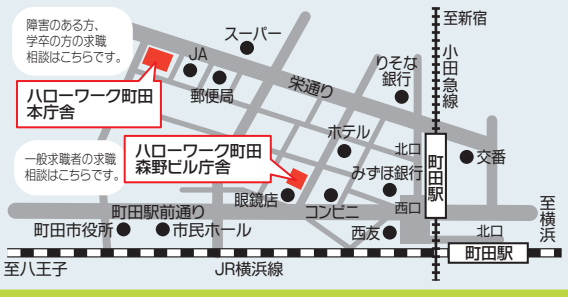 障害のある方、
学卒の方の求職
相談はこちらです。
スーパー
至新宿
小田急線
JA
郵便局
栄通り
りそな
銀行
ハローワーク町田
本庁舎
ホテル
北口
一般求職者の求職
相談はこちらです。
ハローワーク町田
森野ビル庁舎
みずほ銀行
町田駅
交番
眼鏡店
コンビニ
西口
至横浜
町田駅前通り
町田市役所
市民ホール
西友
北口
町田駅
至八王子
JR横浜線